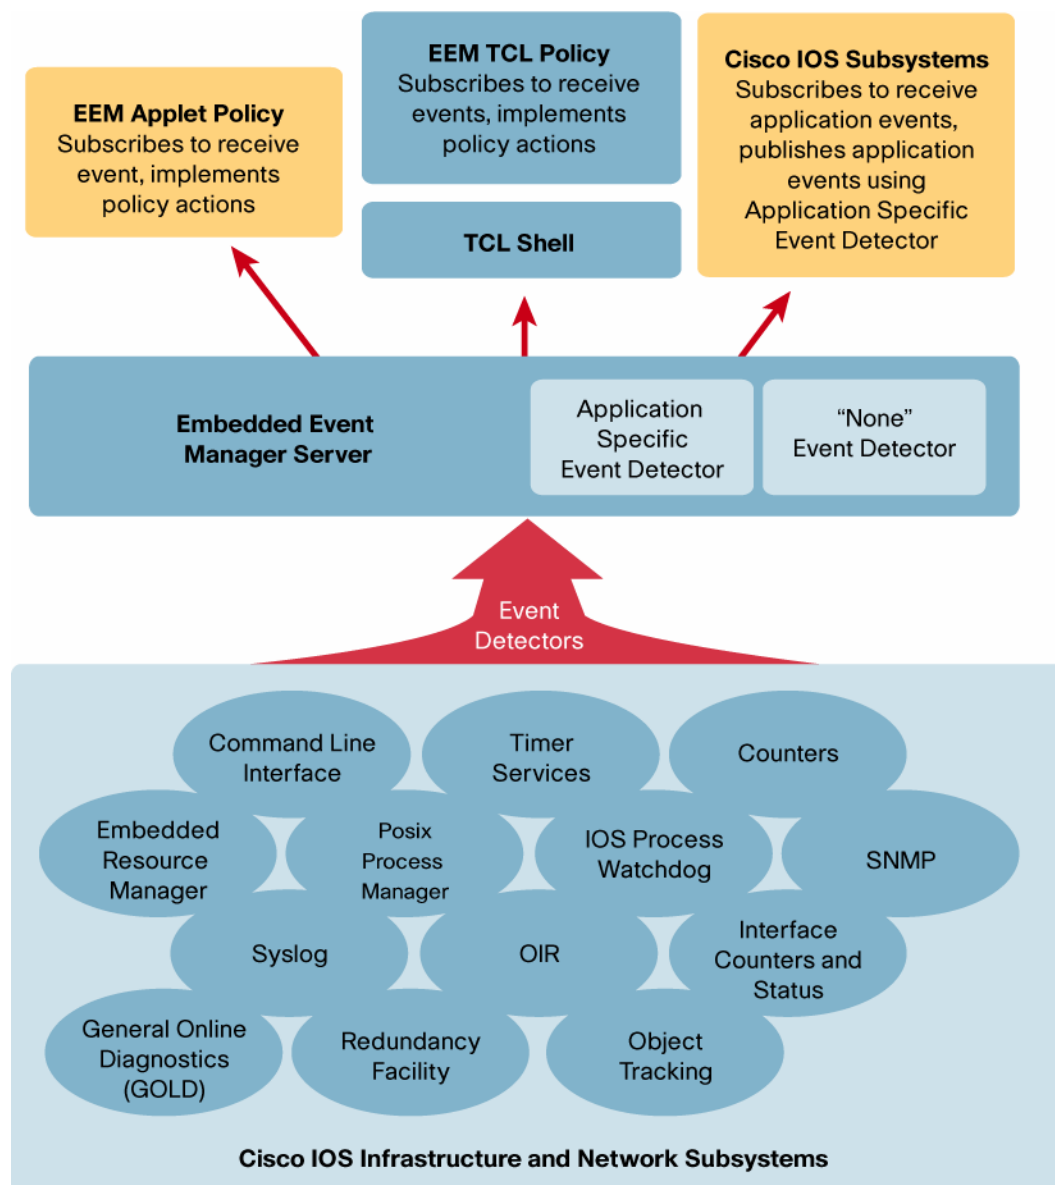 EEM Applet Policy
Subscribes to receive
event, implements
policy actions
EEM TCL Policy
Subscribes to receive
events, implements
policy actions
TCL Shell
Cisco IOS Subsystems
Subscribes to receive
application events,
publishes application
events using
Application Specific
Event Detector
Embedded Event
Manager Server
Application
Specific
Event Detector
“None”
Event Detector
Event
Detectors
Command Line
Interface
Timer
Services
Counters
Embedded
Resource
Manager
Posix
Process
Manager
IOS Process
Watchdog
SNMP
Syslog
OIR
Interface
Counters and
Status
General Online
Diagnostics
(GOLD)
Redundancy
Facility
Object
Tracking
Cisco IOS Infrastructure and Network Subsystems